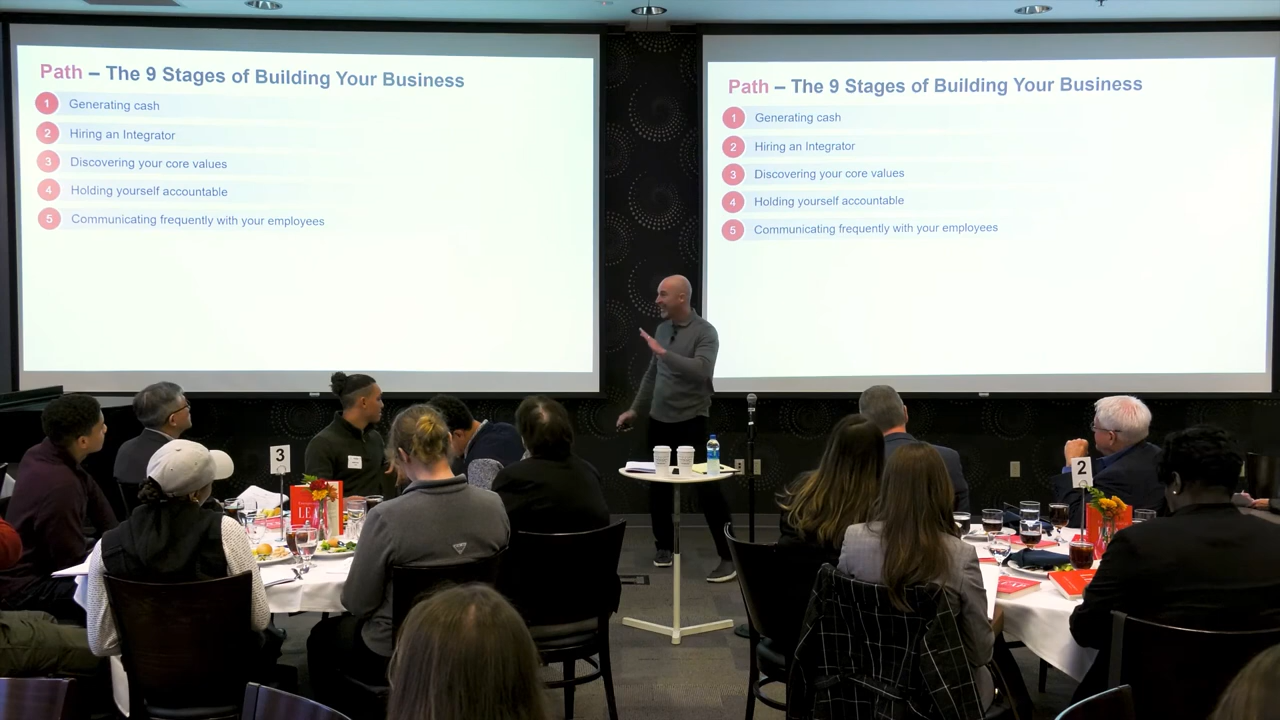 Path – The 9 Stages of Building Your Business
1 Generating cash
2 Hiring an Integrator
3 Discovering your core values
4 Holding yourself accountable
5 Communicating frequently with your employees
Path – The 9 Stages of Building Your Business
1 Generating cash
2 Hiring an Integrator
3 Discovering your core values
4 Holding yourself accountable
5 Communicating frequently with your employees
3
2